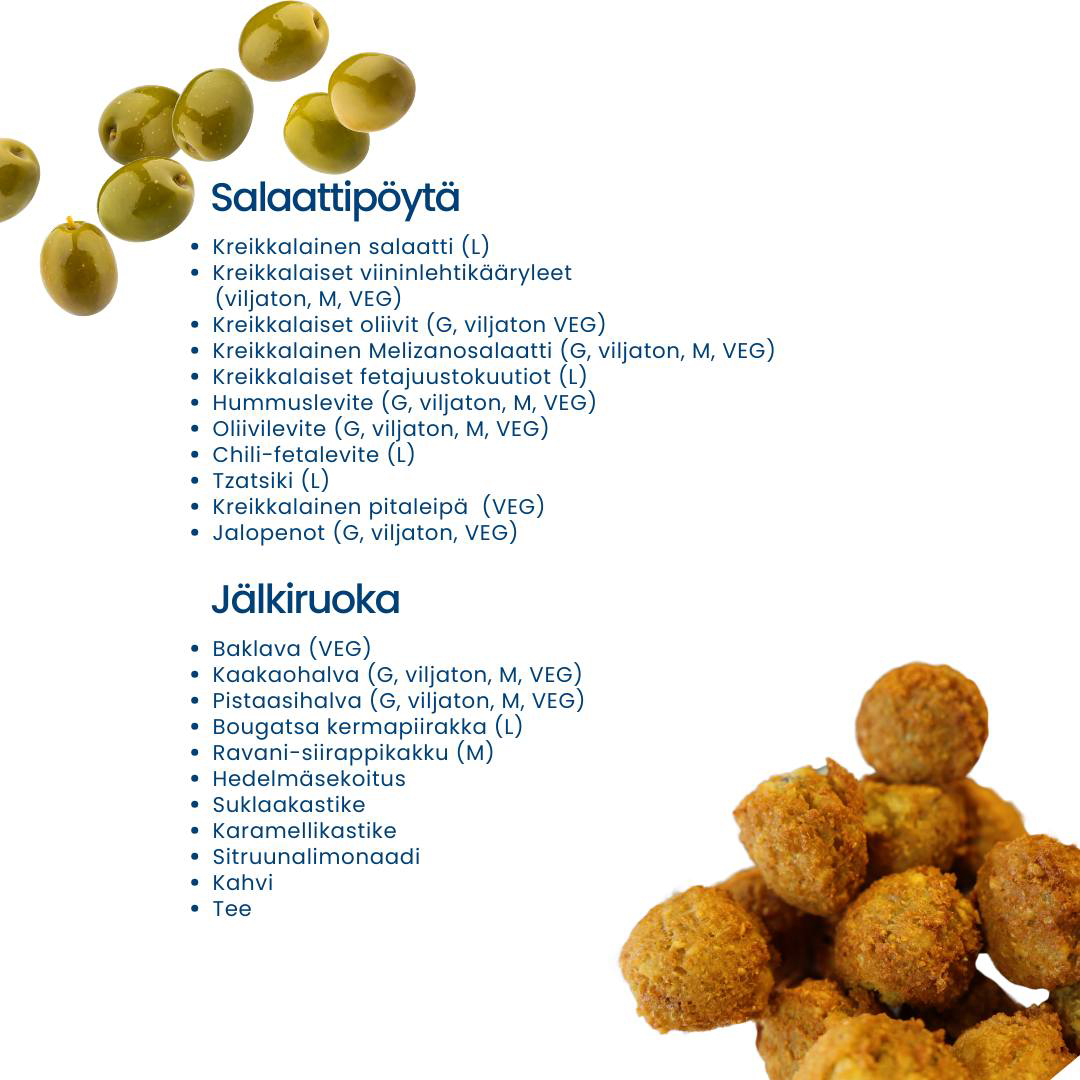 Salaattipöytä
• Kreikkalainen salaatti (L)
• Kreikkalaiset viininlehtikääryleet
(viljaton, M, VEG)
• Kreikkalaiset oliivit (G, viljaton VEG)
• Kreikkalainen Melizanosalaatti (G, viljaton, M, VEG)
• Kreikkalaiset fetajuustokuutiot (L)
• Hummuslevite (G, viljaton, M, VEG)
• Oliivilevite (G, viljaton, M, VEG)
• Chili-fetalevite (L)
• Tzatsiki (L)
• Kreikkalainen pitaleipä  (VEG)
• Jalopenot (G, viljaton, VEG)
Jälkiruoka
• Baklava (VEG)
• Kaakaohalva (G, viljaton, M, VEG)
• Pistaasihalva (G, viljaton, M, VEG)
• Bougatsa kermapiirakka (L)
• Ravani-siirappikakku (M)
• Hedelmäsekoitus
• Suklaakastike
• Karamellikastike
• Sitruunalimonaadi
• Kahvi
• Tee